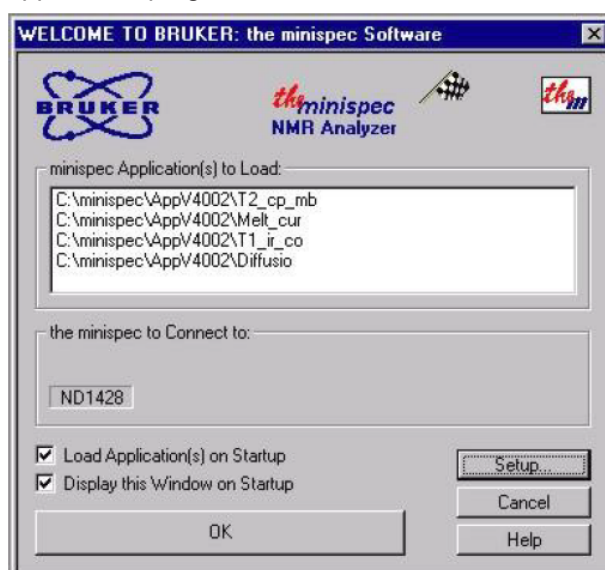 WELCOME TO BRUKER: the minispec Software
BRUKER
the minispec
NMR Analyzer
the m
minispec Application(s) to Load:
C:\minispec\AppV4002\T2_cp_mb
C:\minispec\AppV4002\Melt_cur
C:\minispec\AppV4002\T1_ir_co
C:\minispec\AppV4002\Diffusio
the minispec to Connect to:
ND1428
Load Application(s) on Startup
Display this Window on Startup
Setup...
Cancel
OK
Help